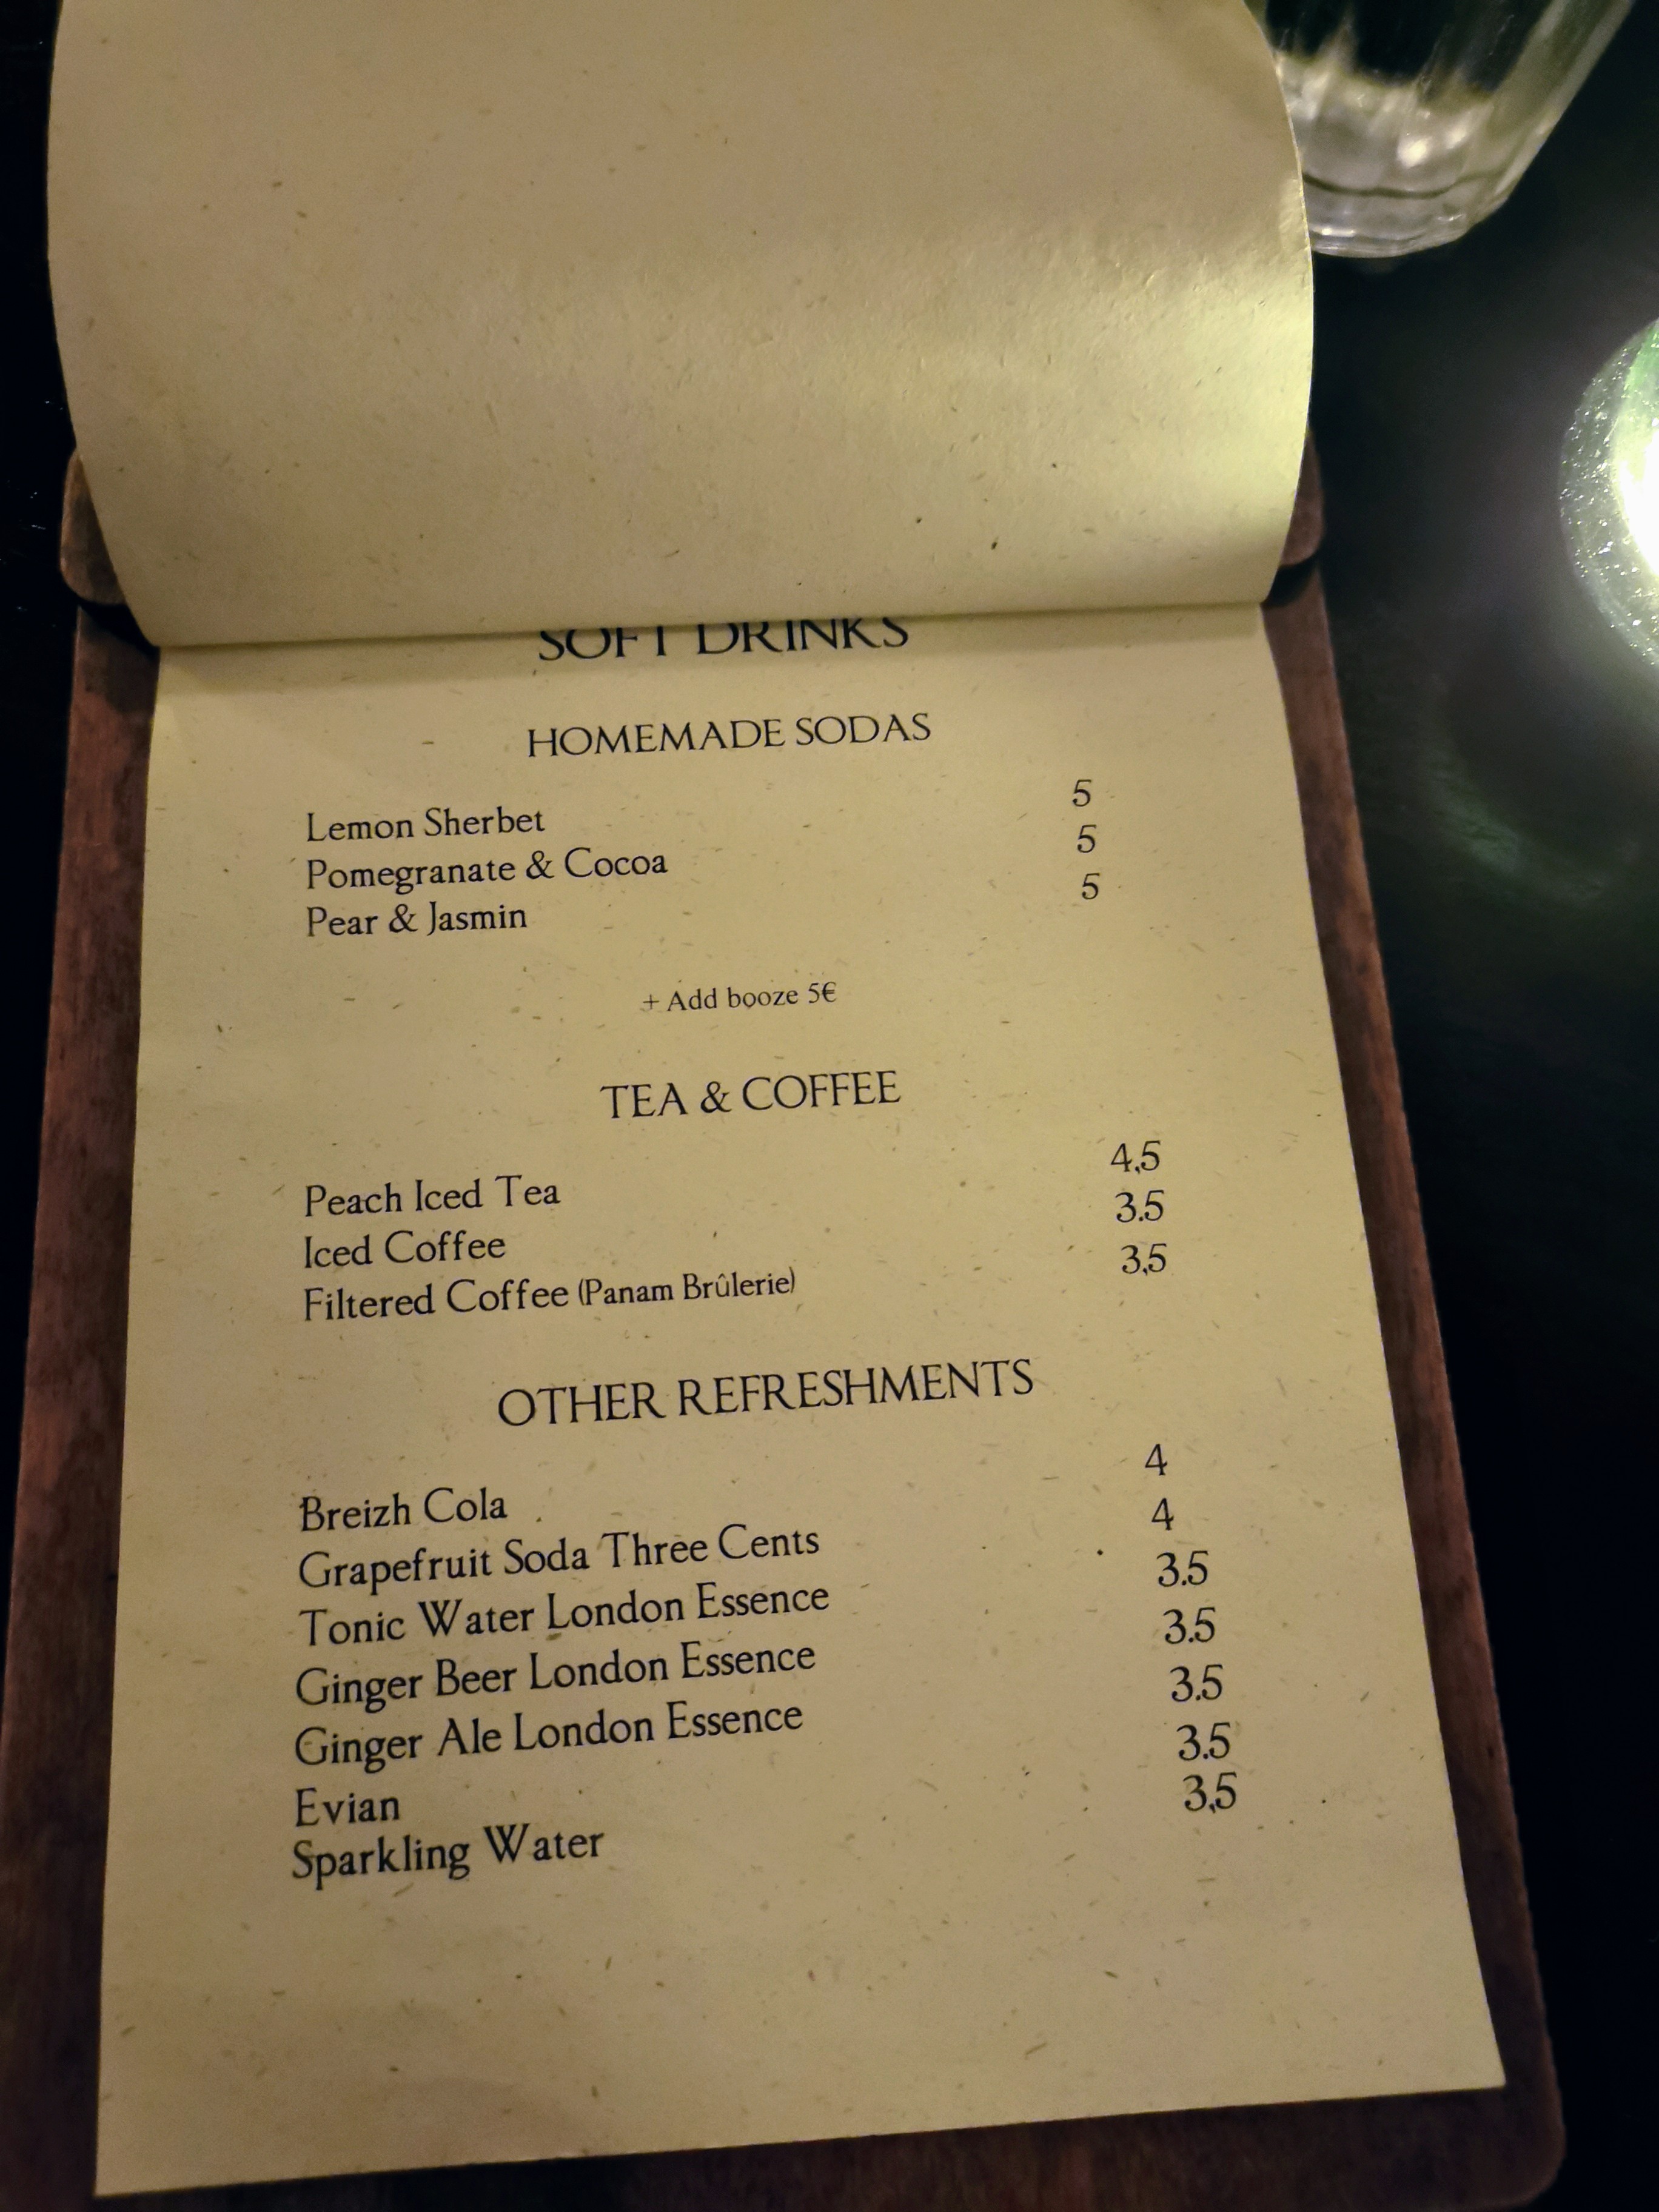 SOFT DRINKS
HOMEMADE SODAS
Lemon Sherbet 5
Pomegranate & Cocoa 5
Pear & Jasmin 5
+ Add booze 5€
TEA & COFFEE
Peach Iced Tea 4,5
Iced Coffee 3.5
Filtered Coffee (Panam Brûlerie) 3,5
OTHER REFRESHMENTS
Breizh Cola 4
Grapefruit Soda Three Cents 4
Tonic Water London Essence 3.5
Ginger Beer London Essence 3.5
Ginger Ale London Essence 3.5
Evian 3.5
Sparkling Water 3,5